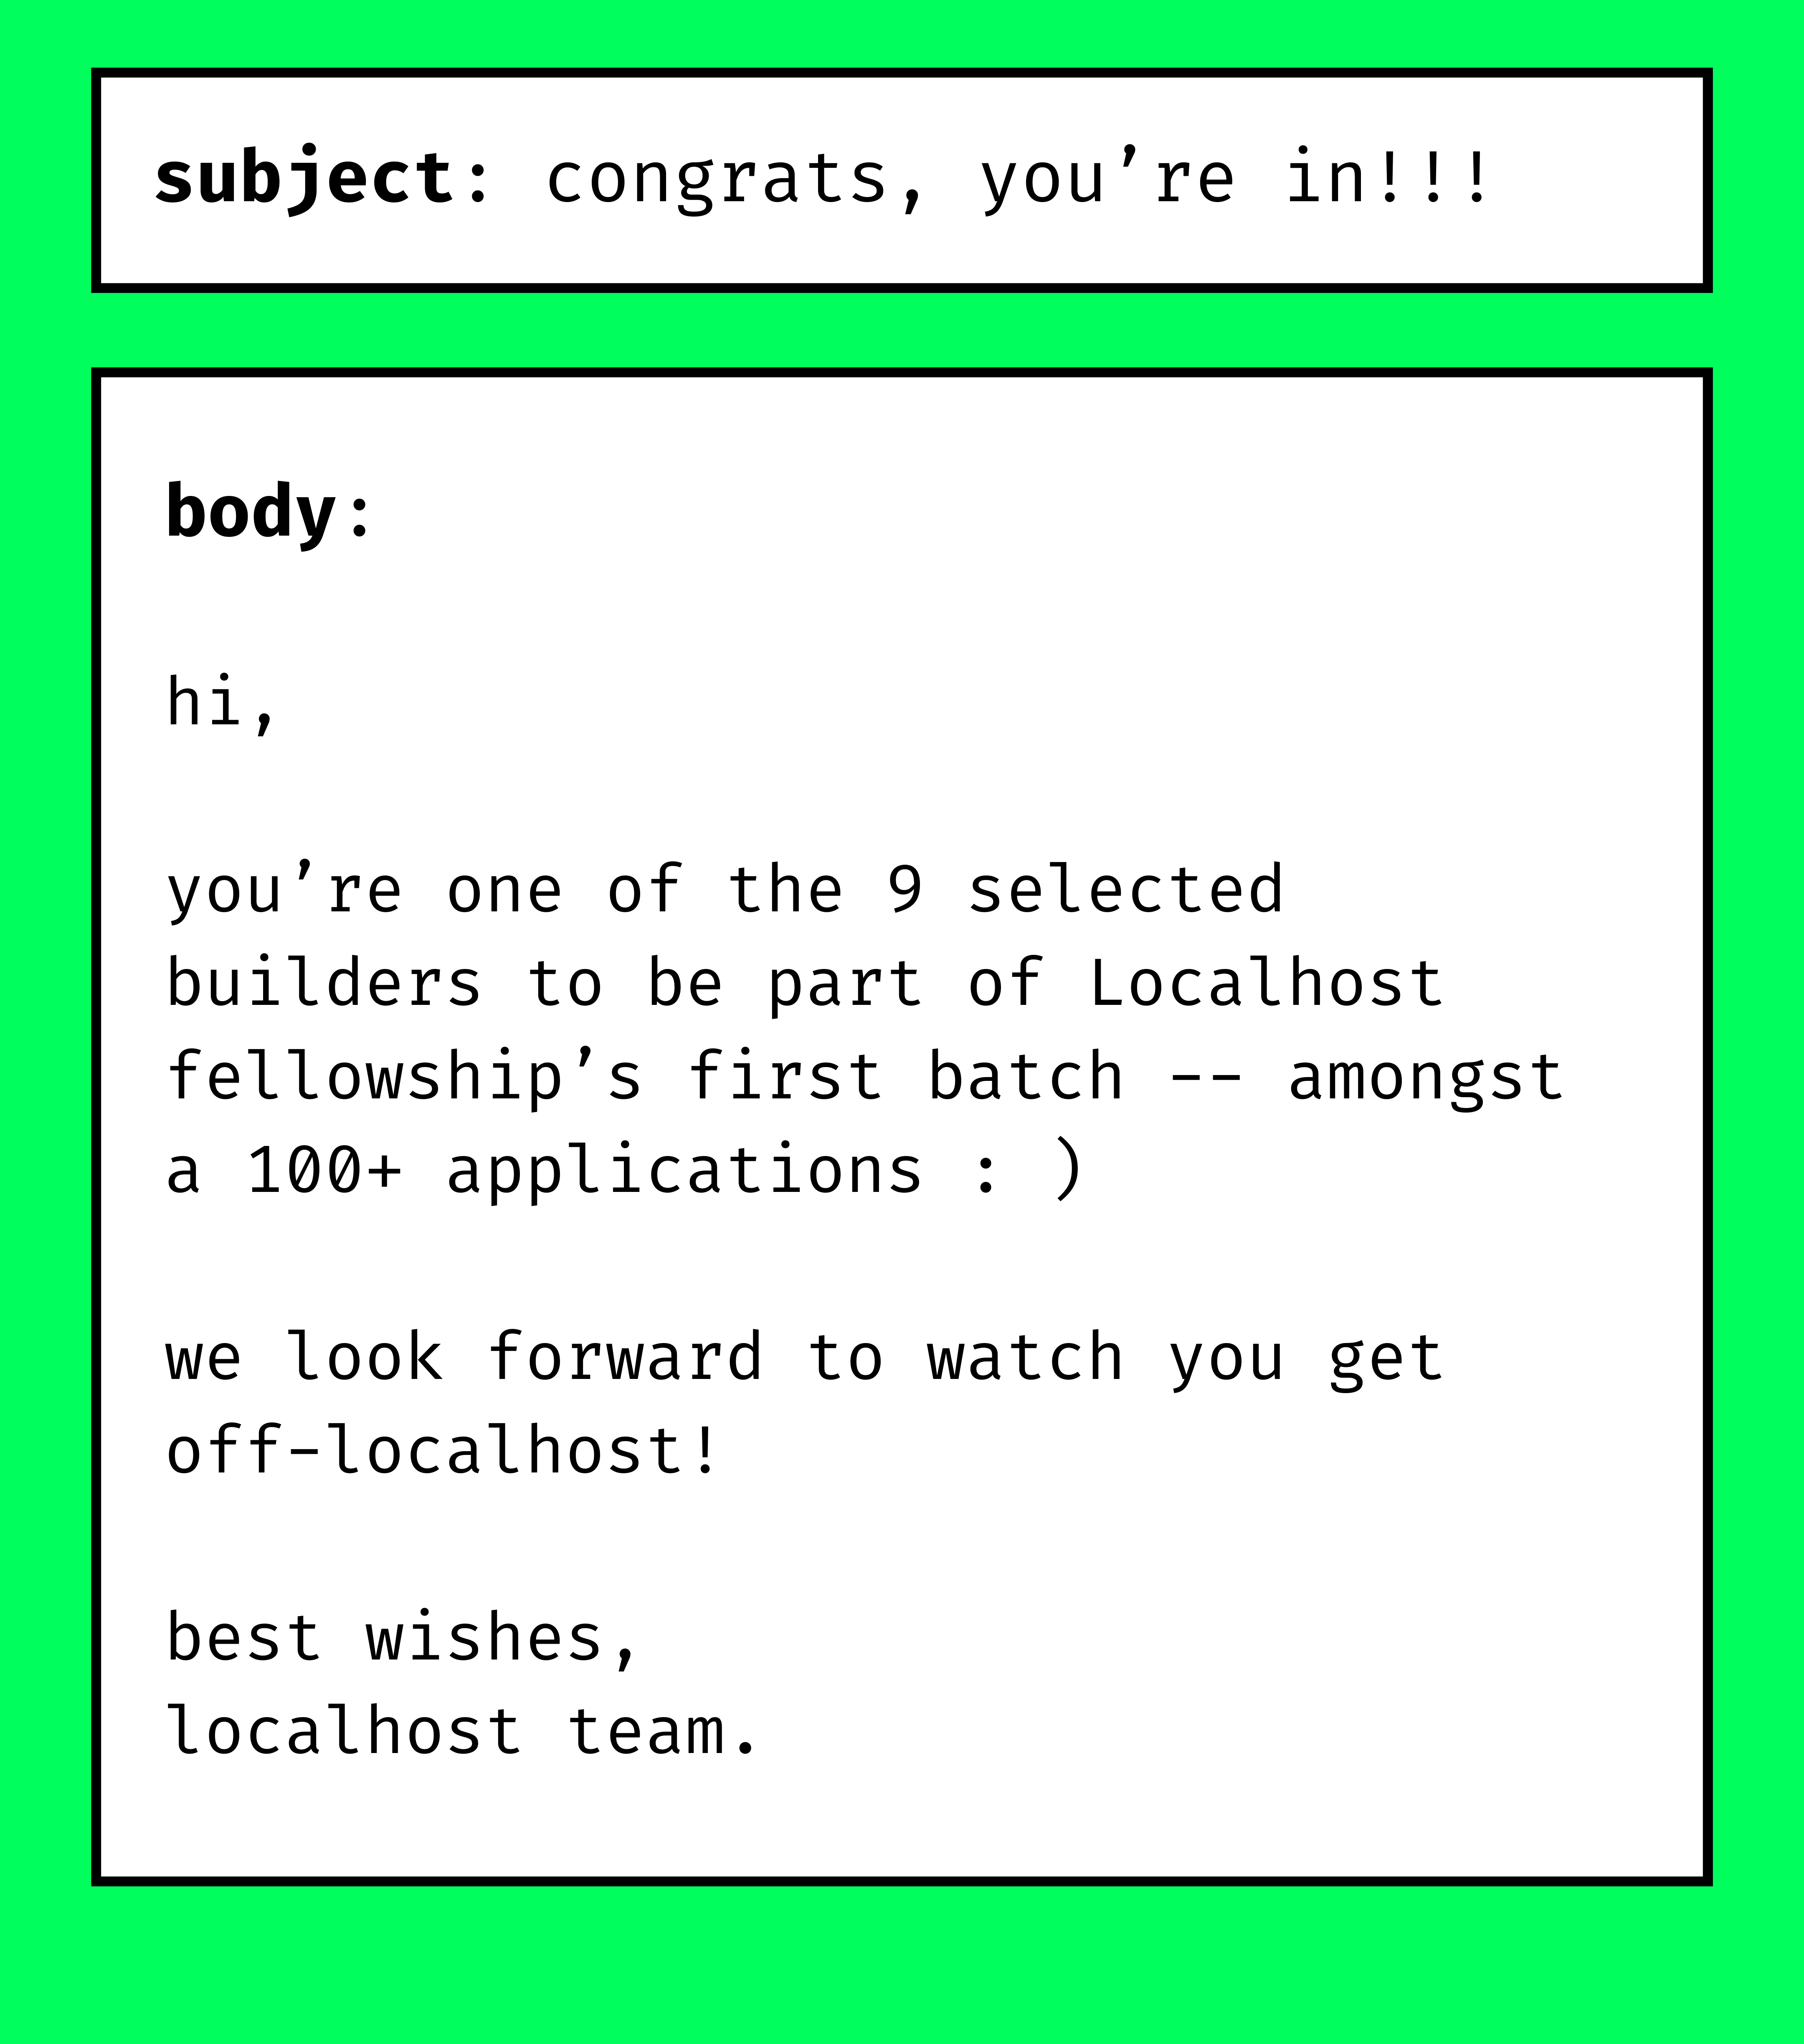 subject: congrats, you’re in!!!
body:
hi,
you’re one of the 9 selected
builders to be part of Localhost
fellowship’s first batch -- amongst
a 100+ applications : )
we look forward to watch you get
off-localhost!
best wishes,
localhost team.